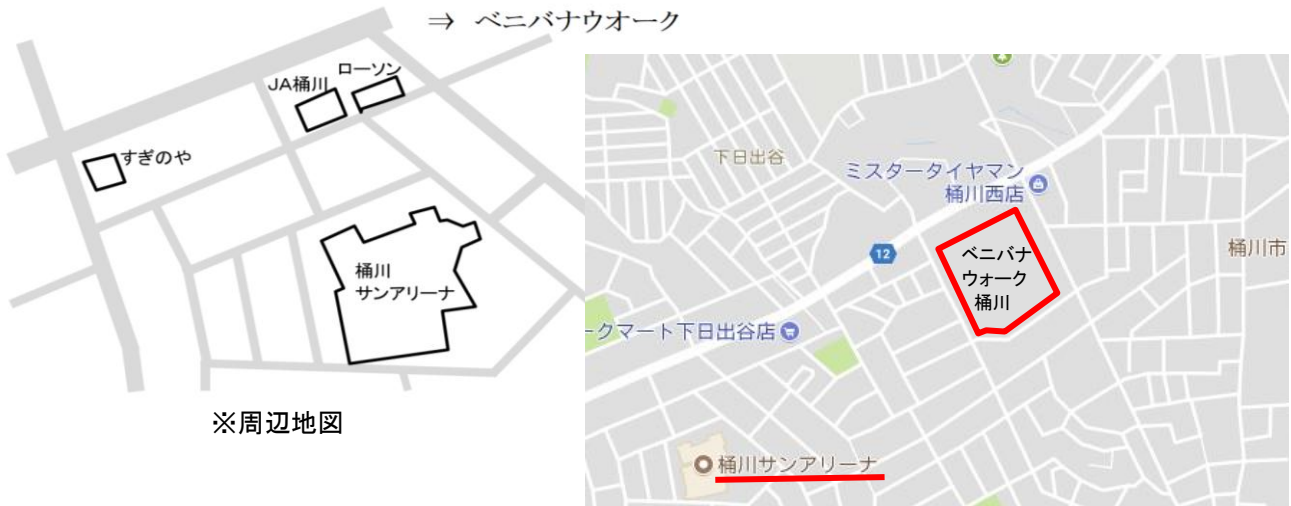 ⇒ ベニバナウオーク
ローソン
JA桶川
すぎのや
桶川
サンアリーナ
※周辺地図
下日出谷
ミスタータイヤマン
桶川西店
12
ベニバナ
ウォーク
桶川
桶川市
ークマート下日出谷店
桶川サンアリーナ